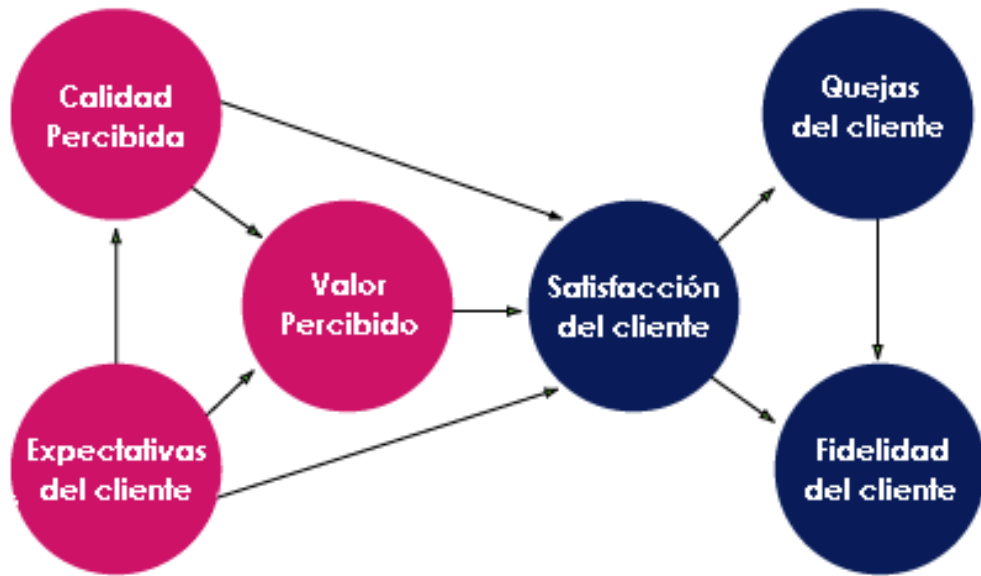 Calidad
Percibida
Quejas
del cliente
Valor
Percibido
Satisfacción
del cliente
Expectativas
del cliente
Fidelidad
del cliente